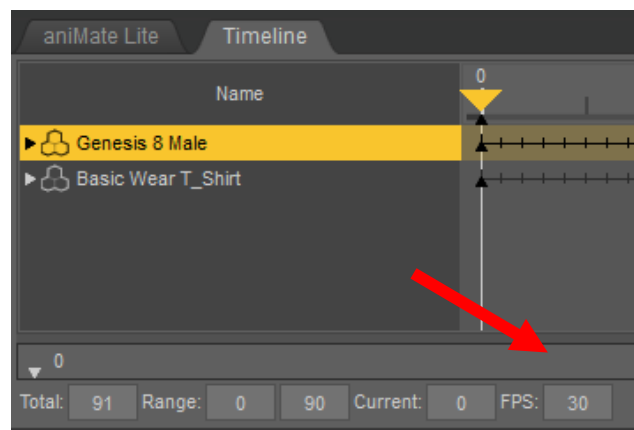 aniMate Lite Timeline
Name 0
Genesis 8 Male
Basic Wear T_Shirt
0
Total: 91 Range: 0 90 Current: 0 FPS: 30